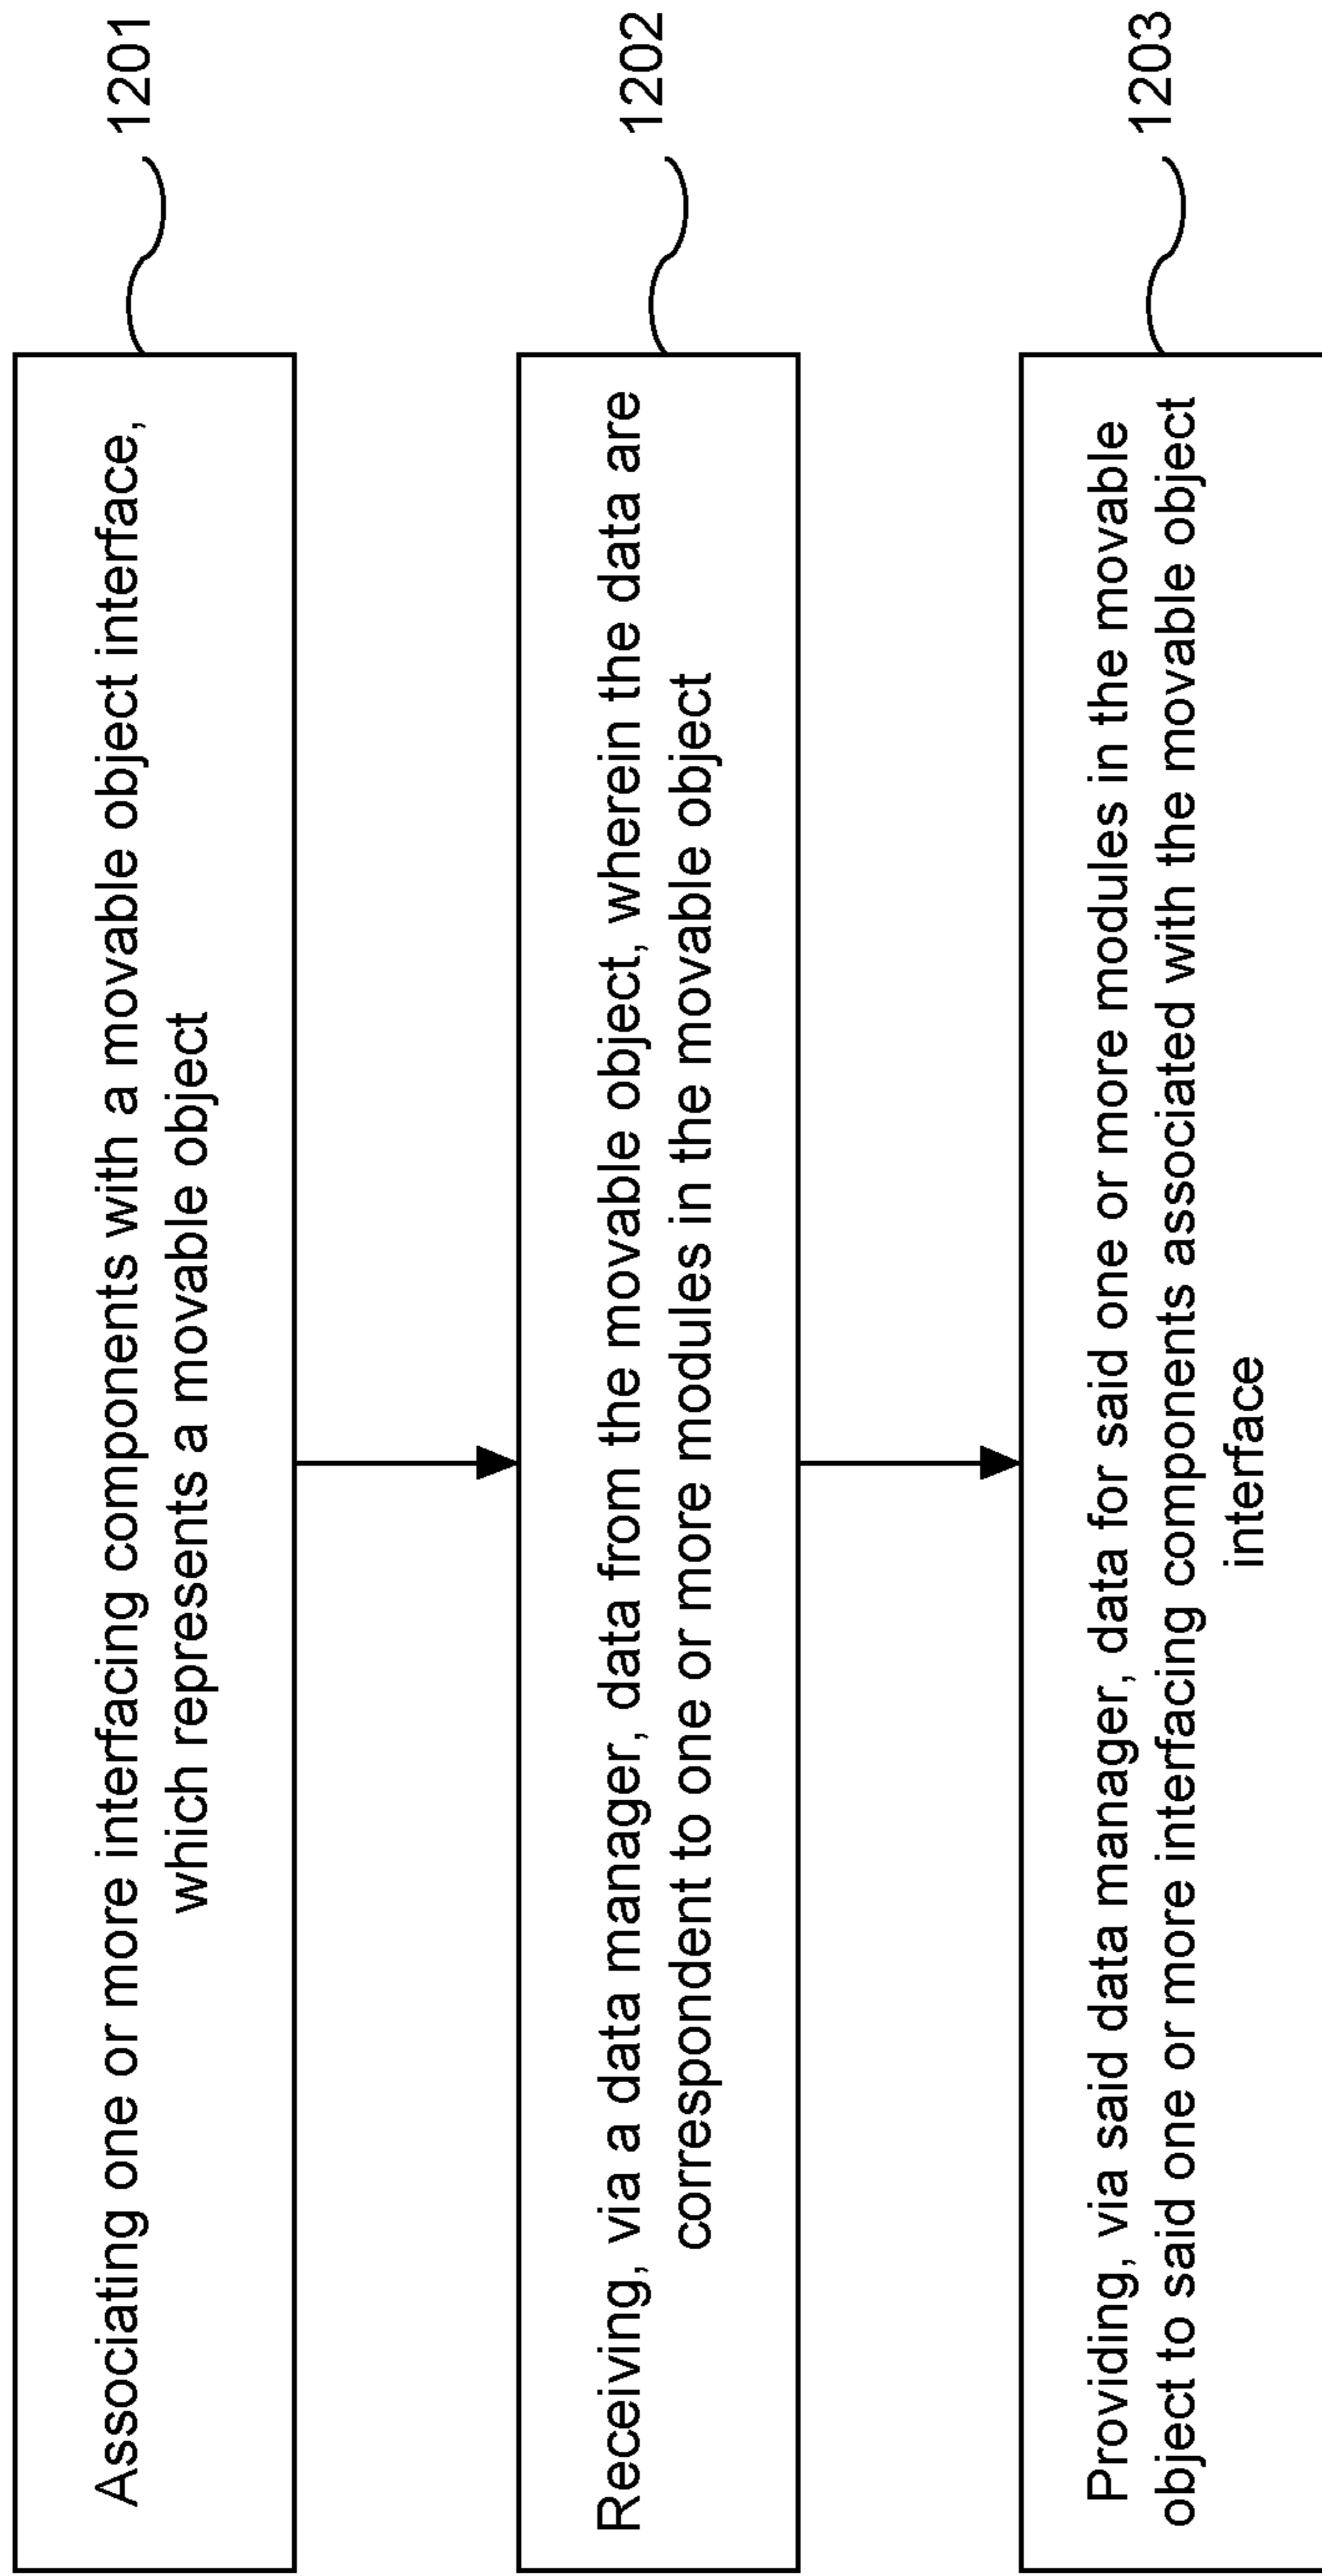 Associating one or more interfacing components with a movable object interface,
which represents a movable object
1201
Receiving, via a data manager, data from the movable object, wherein the data are
correspondent to one or more modules in the movable object
1202
Providing, via said data manager, data for said one or more modules in the movable
object to said one or more interfacing components associated with the movable object
interface
1203